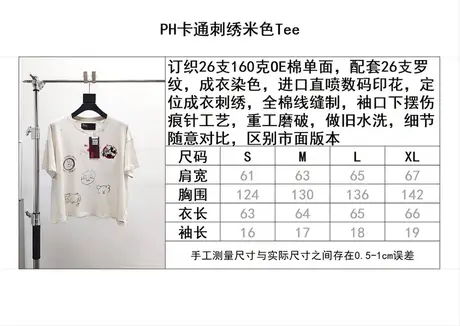 PH卡通刺绣米色Tee
订织26支160克OE棉单面，配套26支罗
纹，成衣染色，进口直喷数码印花，定
位成衣刺绣，全棉线缝制，袖口下摆伤
痕针工艺，重工磨破，做旧水洗，细节
随意对比，区别市面版本
尺码 S M L XL
肩宽 61 63 65 67
胸围 124 130 136 142
衣长 63 64 65 66
袖长 16 17 18 19
手工测量尺寸与实际尺寸之间存在0.5-1cm误差